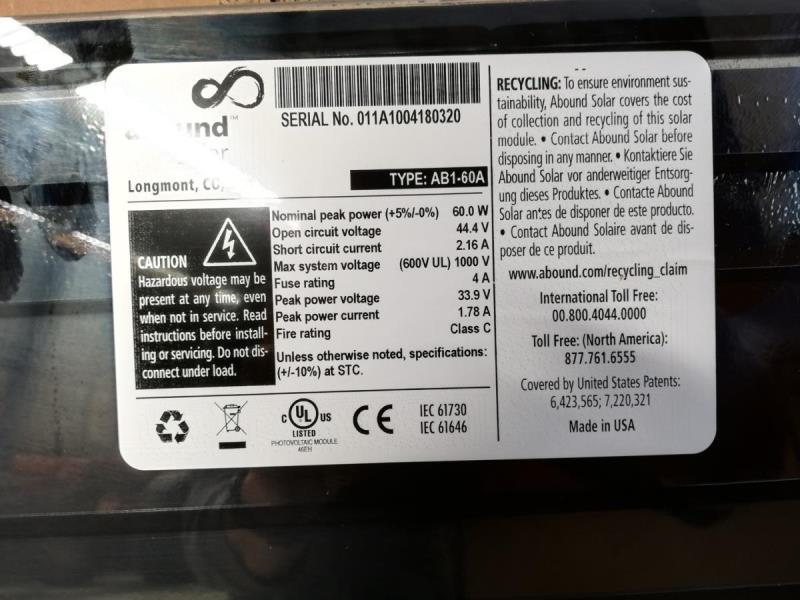 abound™
Longmont, CO,
SERIAL No. 011A1004180320
TYPE: AB1-60A
CAUTION
Hazardous voltage may be
present at any time, even
when not in service. Read
instructions before install-
ing or servicing. Do not dis-
connect under load.
Nominal peak power (+5%/-0%) 60.0 W
Open circuit voltage 44.4 V
Short circuit current 2.16 A
Max system voltage (600V UL) 1000 V
Fuse rating 4 A
Peak power voltage 33.9 V
Peak power current 1.78 A
Fire rating Class C
Unless otherwise noted, specifications:
(+/-10%) at STC.
C UL US
LISTED
PHOTOVOLTAIC MODULE
46EH
CE
IEC 61730
IEC 61646
RECYCLING: To ensure environment sus-
tainability, Abound Solar covers the cost
of collection and recycling of this solar
module. • Contact Abound Solar before
disposing in any manner. • Kontaktiere Sie
Abound Solar vor anderweitiger Entsorg-
ung dieses Produktes. • Contacte Abound
Solar antes de disponer de este producto.
• Contact Abound Solaire avant de dis-
poser de ce produit.
www.abound.com/recycling_claim
International Toll Free:
00.800.4044.0000
Toll Free: (North America):
877.761.6555
Covered by United States Patents:
6,423,565; 7,220,321
Made in USA